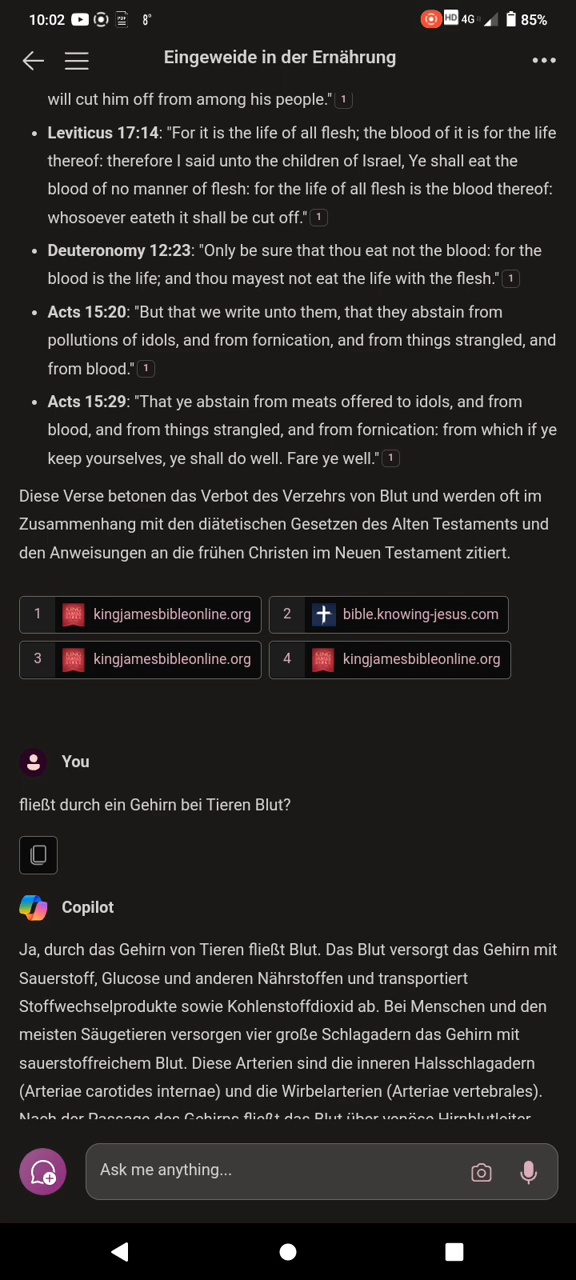 10:02 8° HD 4G 85%
Eingeweide in der Ernährung
will cut him off from among his people." 1
• Leviticus 17:14: "For it is the life of all flesh; the blood of it is for the life
thereof: therefore I said unto the children of Israel, Ye shall eat the
blood of no manner of flesh: for the life of all flesh is the blood thereof:
whosoever eateth it shall be cut off." 1
• Deuteronomy 12:23: "Only be sure that thou eat not the blood: for the
blood is the life; and thou mayest not eat the life with the flesh." 1
• Acts 15:20: "But that we write unto them, that they abstain from
pollutions of idols, and from fornication, and from things strangled, and
from blood." 1
• Acts 15:29: "That ye abstain from meats offered to idols, and from
blood, and from things strangled, and from fornication: from which if ye
keep yourselves, ye shall do well. Fare ye well." 1
Diese Verse betonen das Verbot des Verzehrs von Blut und werden oft im
Zusammenhang mit den diätetischen Gesetzen des Alten Testaments und
den Anweisungen an die frühen Christen im Neuen Testament zitiert.
1 kingjamesbibleonline.org 2 bible.knowing-jesus.com
3 kingjamesbibleonline.org 4 kingjamesbibleonline.org
You
fließt durch ein Gehirn bei Tieren Blut?
Copilot
Ja, durch das Gehirn von Tieren fließt Blut. Das Blut versorgt das Gehirn mit
Sauerstoff, Glucose und anderen Nährstoffen und transportiert
Stoffwechselprodukte sowie Kohlenstoffdioxid ab. Bei Menschen und den
meisten Säugetieren versorgen vier große Schlagadern das Gehirn mit
sauerstoffreichem Blut. Diese Arterien sind die inneren Halsschlagadern
(Arteriae carotides internae) und die Wirbelarterien (Arteriae vertebrales).
Nach der Passage des Gehirns fließt das Blut über venöse Hirnblutleiter
Ask me anything...